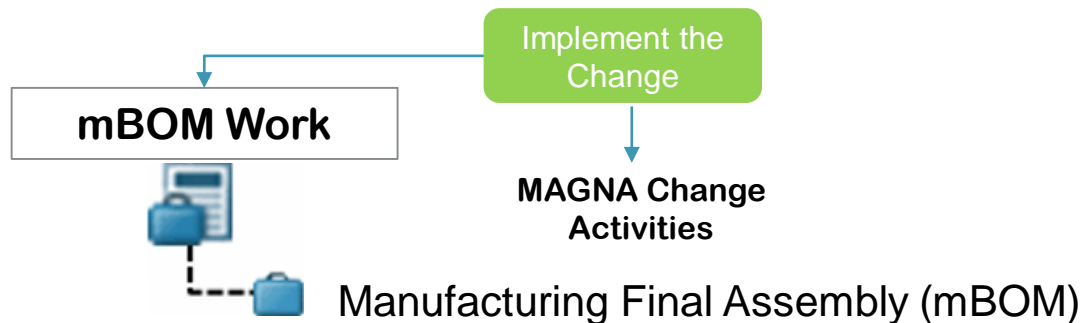 Implement the
Change
mBOM Work
MAGNA Change
Activities
Manufacturing Final Assembly (mBOM)